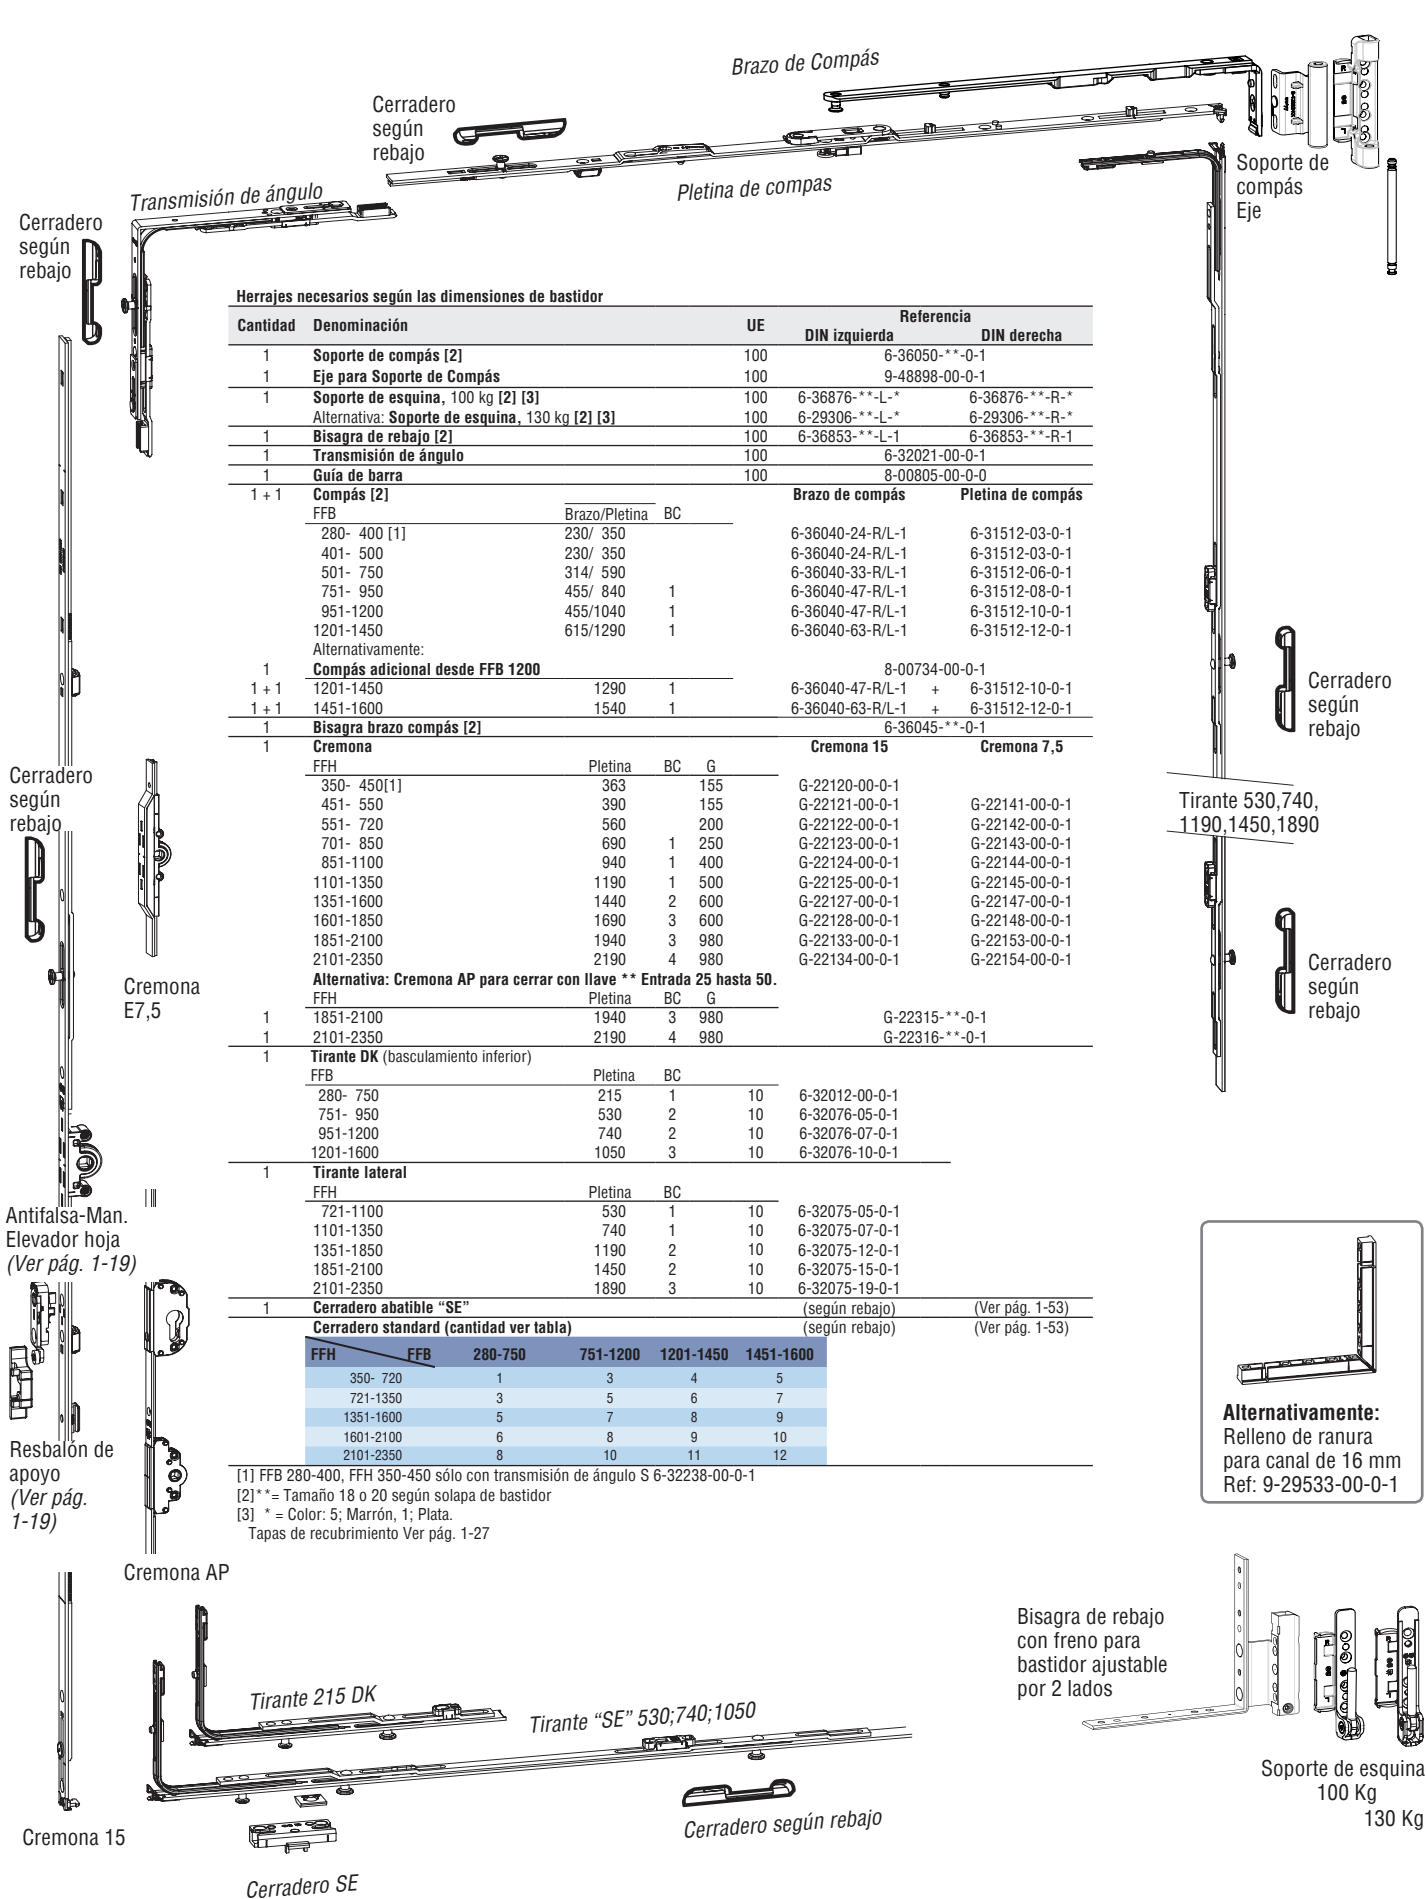 Brazo de Compás
Cerradero
según
rebajo
Soporte de
compás
Eje
Pletina de compas
Transmisión de ángulo
Cerradero
según
rebajo
Herrajes necesarios según las dimensiones de bastidor
Cantidad Denominación UE Referencia
DIN izquierda DIN derecha
1 Soporte de compás [2] 100 6-36050-**-0-1
1 Eje para Soporte de Compás 100 9-48898-00-0-1
1 Soporte de esquina, 100 kg [2] [3] 100 6-36876-**-L-* 6-36876-**-R-*
Alternativa: Soporte de esquina, 130 kg [2] [3] 100 6-29306-**-L-* 6-29306-**-R-*
1 Bisagra de rebajo [2] 100 6-36853-**-L-1 6-36853-**-R-1
1 Transmisión de ángulo 100 6-32021-00-0-1
1 Guía de barra 100 8-00805-00-0-0
1 + 1 Compás [2] Brazo de compás Pletina de compás
FFB Brazo/Pletina BC
280- 400 [1] 230/ 350 6-36040-24-R/L-1 6-31512-03-0-1
401- 500 230/ 350 6-36040-24-R/L-1 6-31512-03-0-1
501- 750 314/ 590 6-36040-33-R/L-1 6-31512-06-0-1
751- 950 455/ 840 1 6-36040-47-R/L-1 6-31512-08-0-1
951-1200 455/1040 1 6-36040-47-R/L-1 6-31512-10-0-1
1201-1450 615/1290 1 6-36040-63-R/L-1 6-31512-12-0-1
Alternativamente:
1 Compás adicional desde FFB 1200 8-00734-00-0-1
1 + 1 1201-1450 1290 1 6-36040-47-R/L-1 + 6-31512-10-0-1
1 + 1 1451-1600 1540 1 6-36040-63-R/L-1 + 6-31512-12-0-1
1 Bisagra brazo compás [2] 6-36045-**-0-1
1 Cremona Cremona 15 Cremona 7,5
FFH Pletina BC G
350- 450[1] 363 155 G-22120-00-0-1
451- 550 390 155 G-22121-00-0-1 G-22141-00-0-1
551- 720 560 200 G-22122-00-0-1 G-22142-00-0-1
701- 850 690 1 250 G-22123-00-0-1 G-22143-00-0-1
851-1100 940 1 400 G-22124-00-0-1 G-22144-00-0-1
1101-1350 1190 1 500 G-22125-00-0-1 G-22145-00-0-1
1351-1600 1440 2 600 G-22127-00-0-1 G-22147-00-0-1
1601-1850 1690 3 600 G-22128-00-0-1 G-22148-00-0-1
1851-2100 1940 3 980 G-22133-00-0-1 G-22153-00-0-1
2101-2350 2190 4 980 G-22134-00-0-1 G-22154-00-0-1
Alternativa: Cremona AP para cerrar con llave ** Entrada 25 hasta 50.
FFH Pletina BC G
1 1851-2100 1940 3 980 G-22315-**-0-1
1 2101-2350 2190 4 980 G-22316-**-0-1
1 Tirante DK (basculamiento inferior)
FFB Pletina BC
280- 750 215 1 10 6-32012-00-0-1
751- 950 530 2 10 6-32076-05-0-1
951-1200 740 2 10 6-32076-07-0-1
1201-1600 1050 3 10 6-32076-10-0-1
1 Tirante lateral
FFH Pletina BC
721-1100 530 1 10 6-32075-05-0-1
1101-1350 740 1 10 6-32075-07-0-1
1351-1850 1190 2 10 6-32075-12-0-1
1851-2100 1450 2 10 6-32075-15-0-1
2101-2350 1890 3 10 6-32075-19-0-1
1 Cerradero abatible “SE” (según rebajo) (Ver pág. 1-53)
Cerradero standard (cantidad ver tabla) (según rebajo) (Ver pág. 1-53)
FFH FFB 280-750 751-1200 1201-1450 1451-1600
350- 720 1 3 4 5
721-1350 3 5 6 7
1351-1600 5 7 8 9
1601-2100 6 8 9 10
2101-2350 8 10 11 12
[1] FFB 280-400, FFH 350-450 sólo con transmisión de ángulo S 6-32238-00-0-1
[2]**= Tamaño 18 o 20 según solapa de bastidor
[3] * = Color: 5; Marrón, 1; Plata.
Tapas de recubrimiento Ver pág. 1-27
Cerradero
según
rebajo
Cremona
E7,5
Antifalsa-Man.
Elevador hoja
(Ver pág. 1-19)
Resbalón de
apoyo
(Ver pág.
1-19)
Cremona AP
Cremona 15
Cerradero
según
rebajo
Tirante 530,740,
1190,1450,1890
Cerradero
según
rebajo
Alternativamente:
Relleno de ranura
para canal de 16 mm
Ref: 9-29533-00-0-1
Bisagra de rebajo
con freno para
bastidor ajustable
por 2 lados
Soporte de esquina
100 Kg
130 Kg
Tirante 215 DK
Tirante “SE” 530;740;1050
Cerradero según rebajo
Cerradero SE